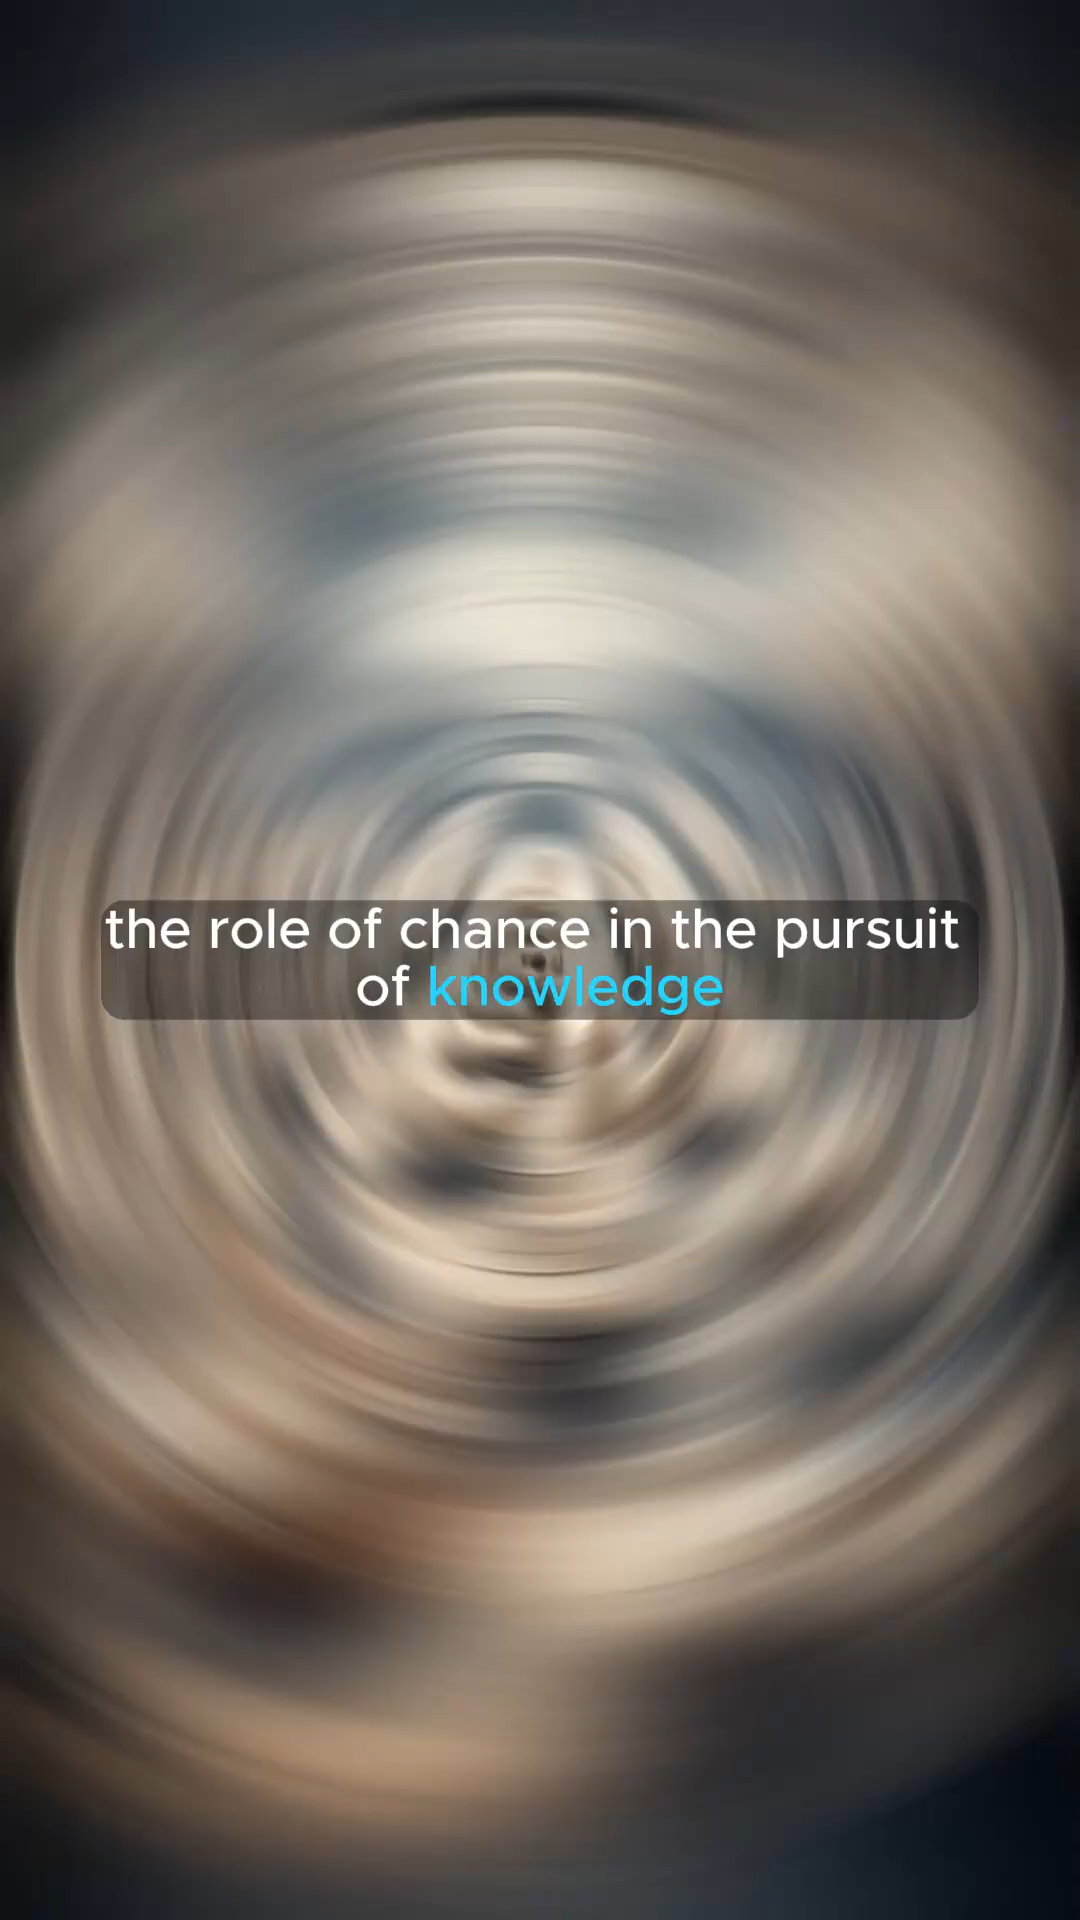 the role of chance in the pursuit
of knowledge